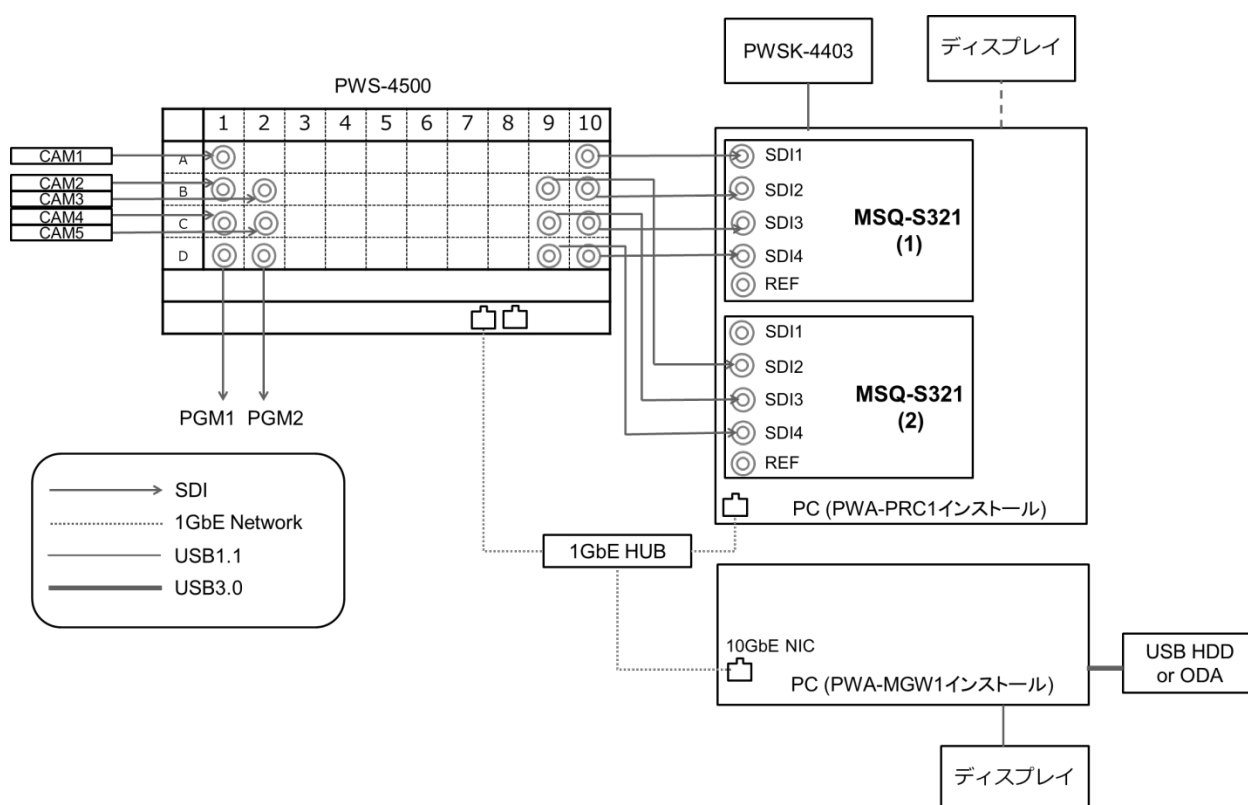 PWSK-4403
ディスプレイ
PWS-4500
1 2 3 4 5 6 7 8 9 10
A
B
C
D
CAM1
CAM2
CAM3
CAM4
CAM5
PGM1 PGM2
SDI1
SDI2
SDI3
SDI4
REF
MSQ-S321
(1)
SDI1
SDI2
SDI3
SDI4
REF
MSQ-S321
(2)
PC (PWA-PRC1インストール)
SDI
1GbE Network
USB1.1
USB3.0
1GbE HUB
10GbE NIC
PC (PWA-MGW1インストール)
USB HDD
or ODA
ディスプレイ